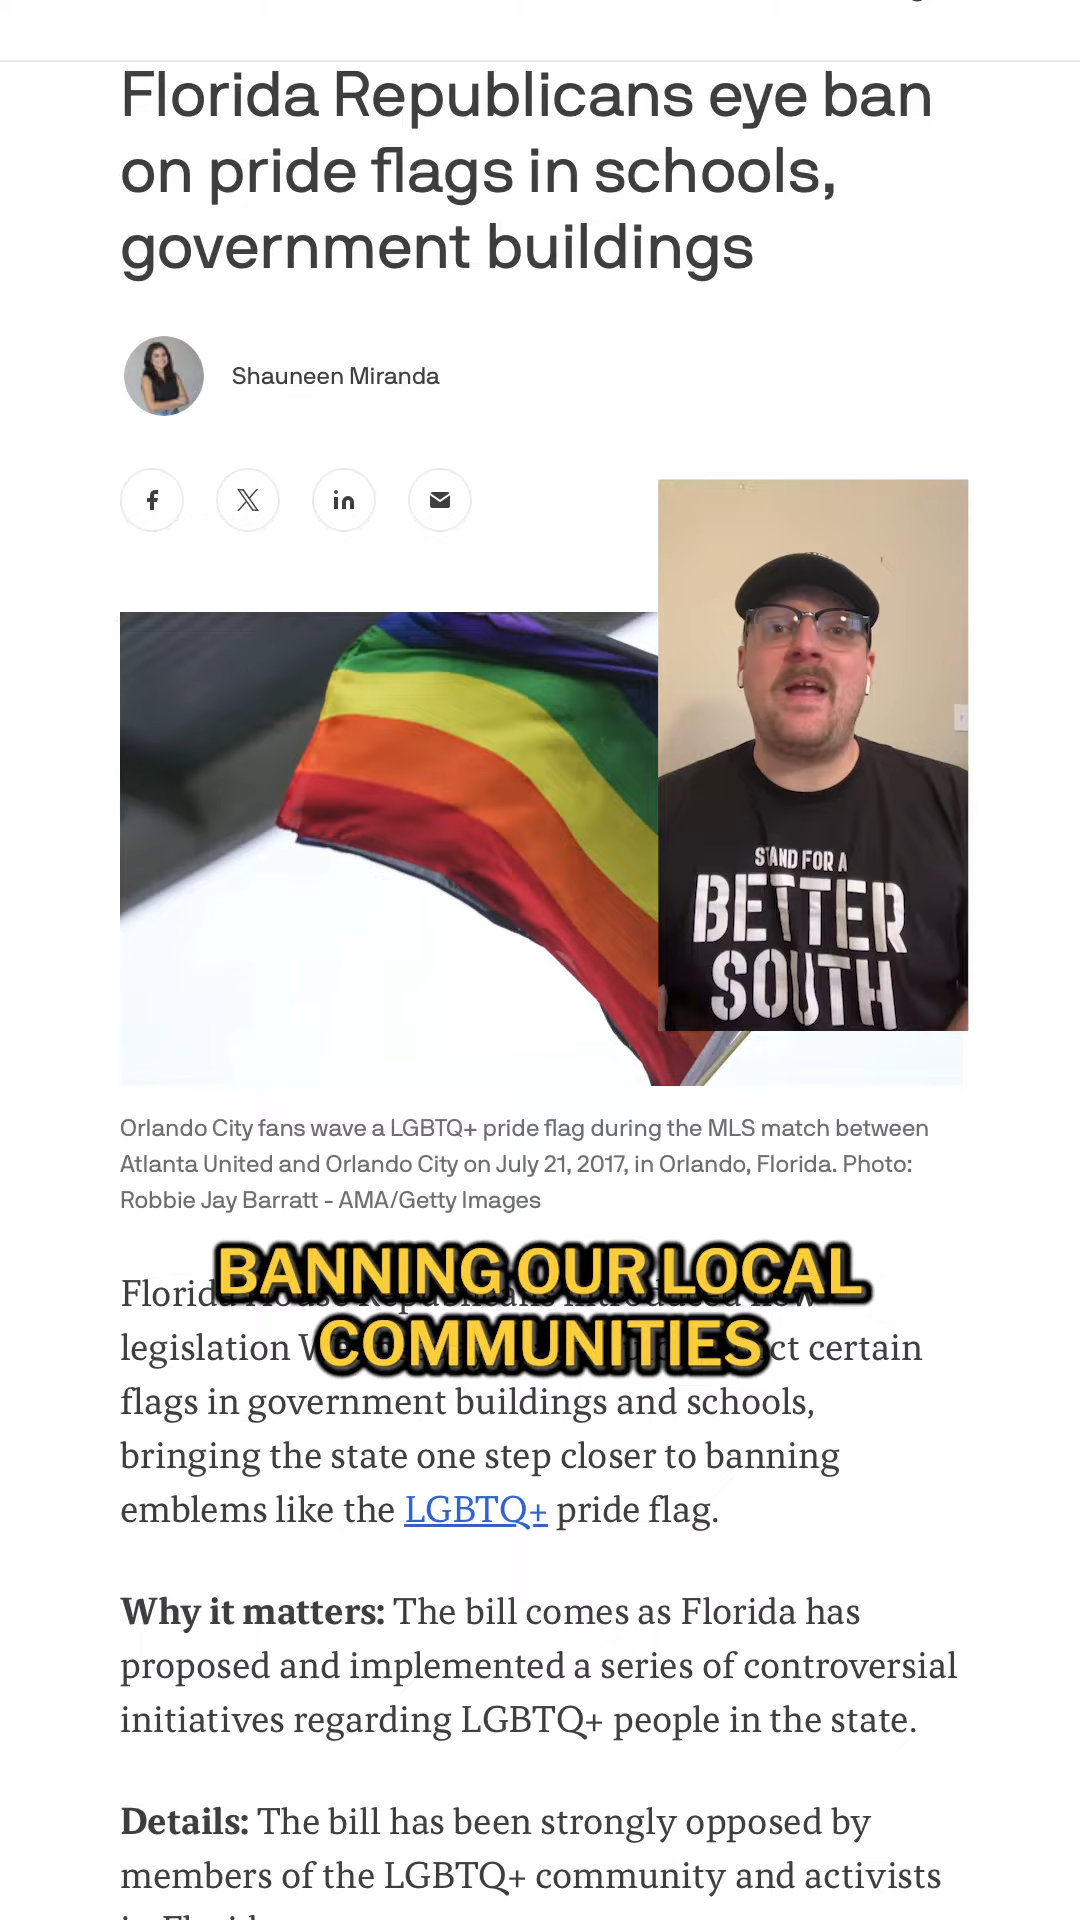 Florida Republicans eye ban
on pride flags in schools,
government buildings
Shauneen Miranda
STAND FOR A
BETTER
SOUTH
Orlando City fans wave a LGBTQ+ pride flag during the MLS match between
Atlanta United and Orlando City on July 21, 2017, in Orlando, Florida. Photo:
Robbie Jay Barratt - AMA/Getty Images
BANNING OUR LOCAL
COMMUNITIES
Florida House Republicans introduced new
legislation certain
flags in government buildings and schools,
bringing the state one step closer to banning
emblems like the LGBTQ+ pride flag.
Why it matters: The bill comes as Florida has
proposed and implemented a series of controversial
initiatives regarding LGBTQ+ people in the state.
Details: The bill has been strongly opposed by
members of the LGBTQ+ community and activists